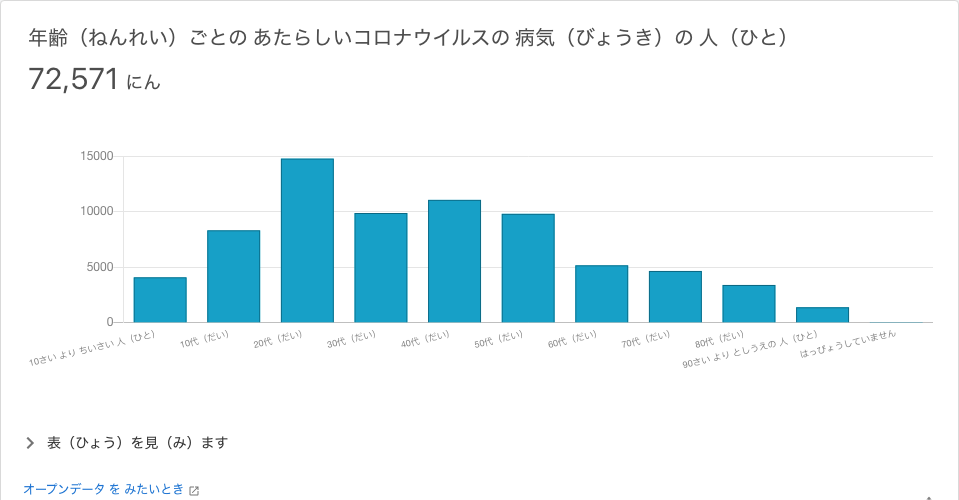 年齢（ねんれい）ごとの あたらしいコロナウイルスの 病気（びょうき）の 人（ひと）
72,571 にん
15000
10000
5000
0
10さい より ちいさい 人（ひと）
10代（だい）
20代（だい）
30代（だい）
40代（だい）
50代（だい）
60代（だい）
70代（だい）
80代（だい）
90さい より としうえの 人（ひと）
はっぴょうしていません
表（ひょう）を見（み）ます
オープンデータ を みたいとき